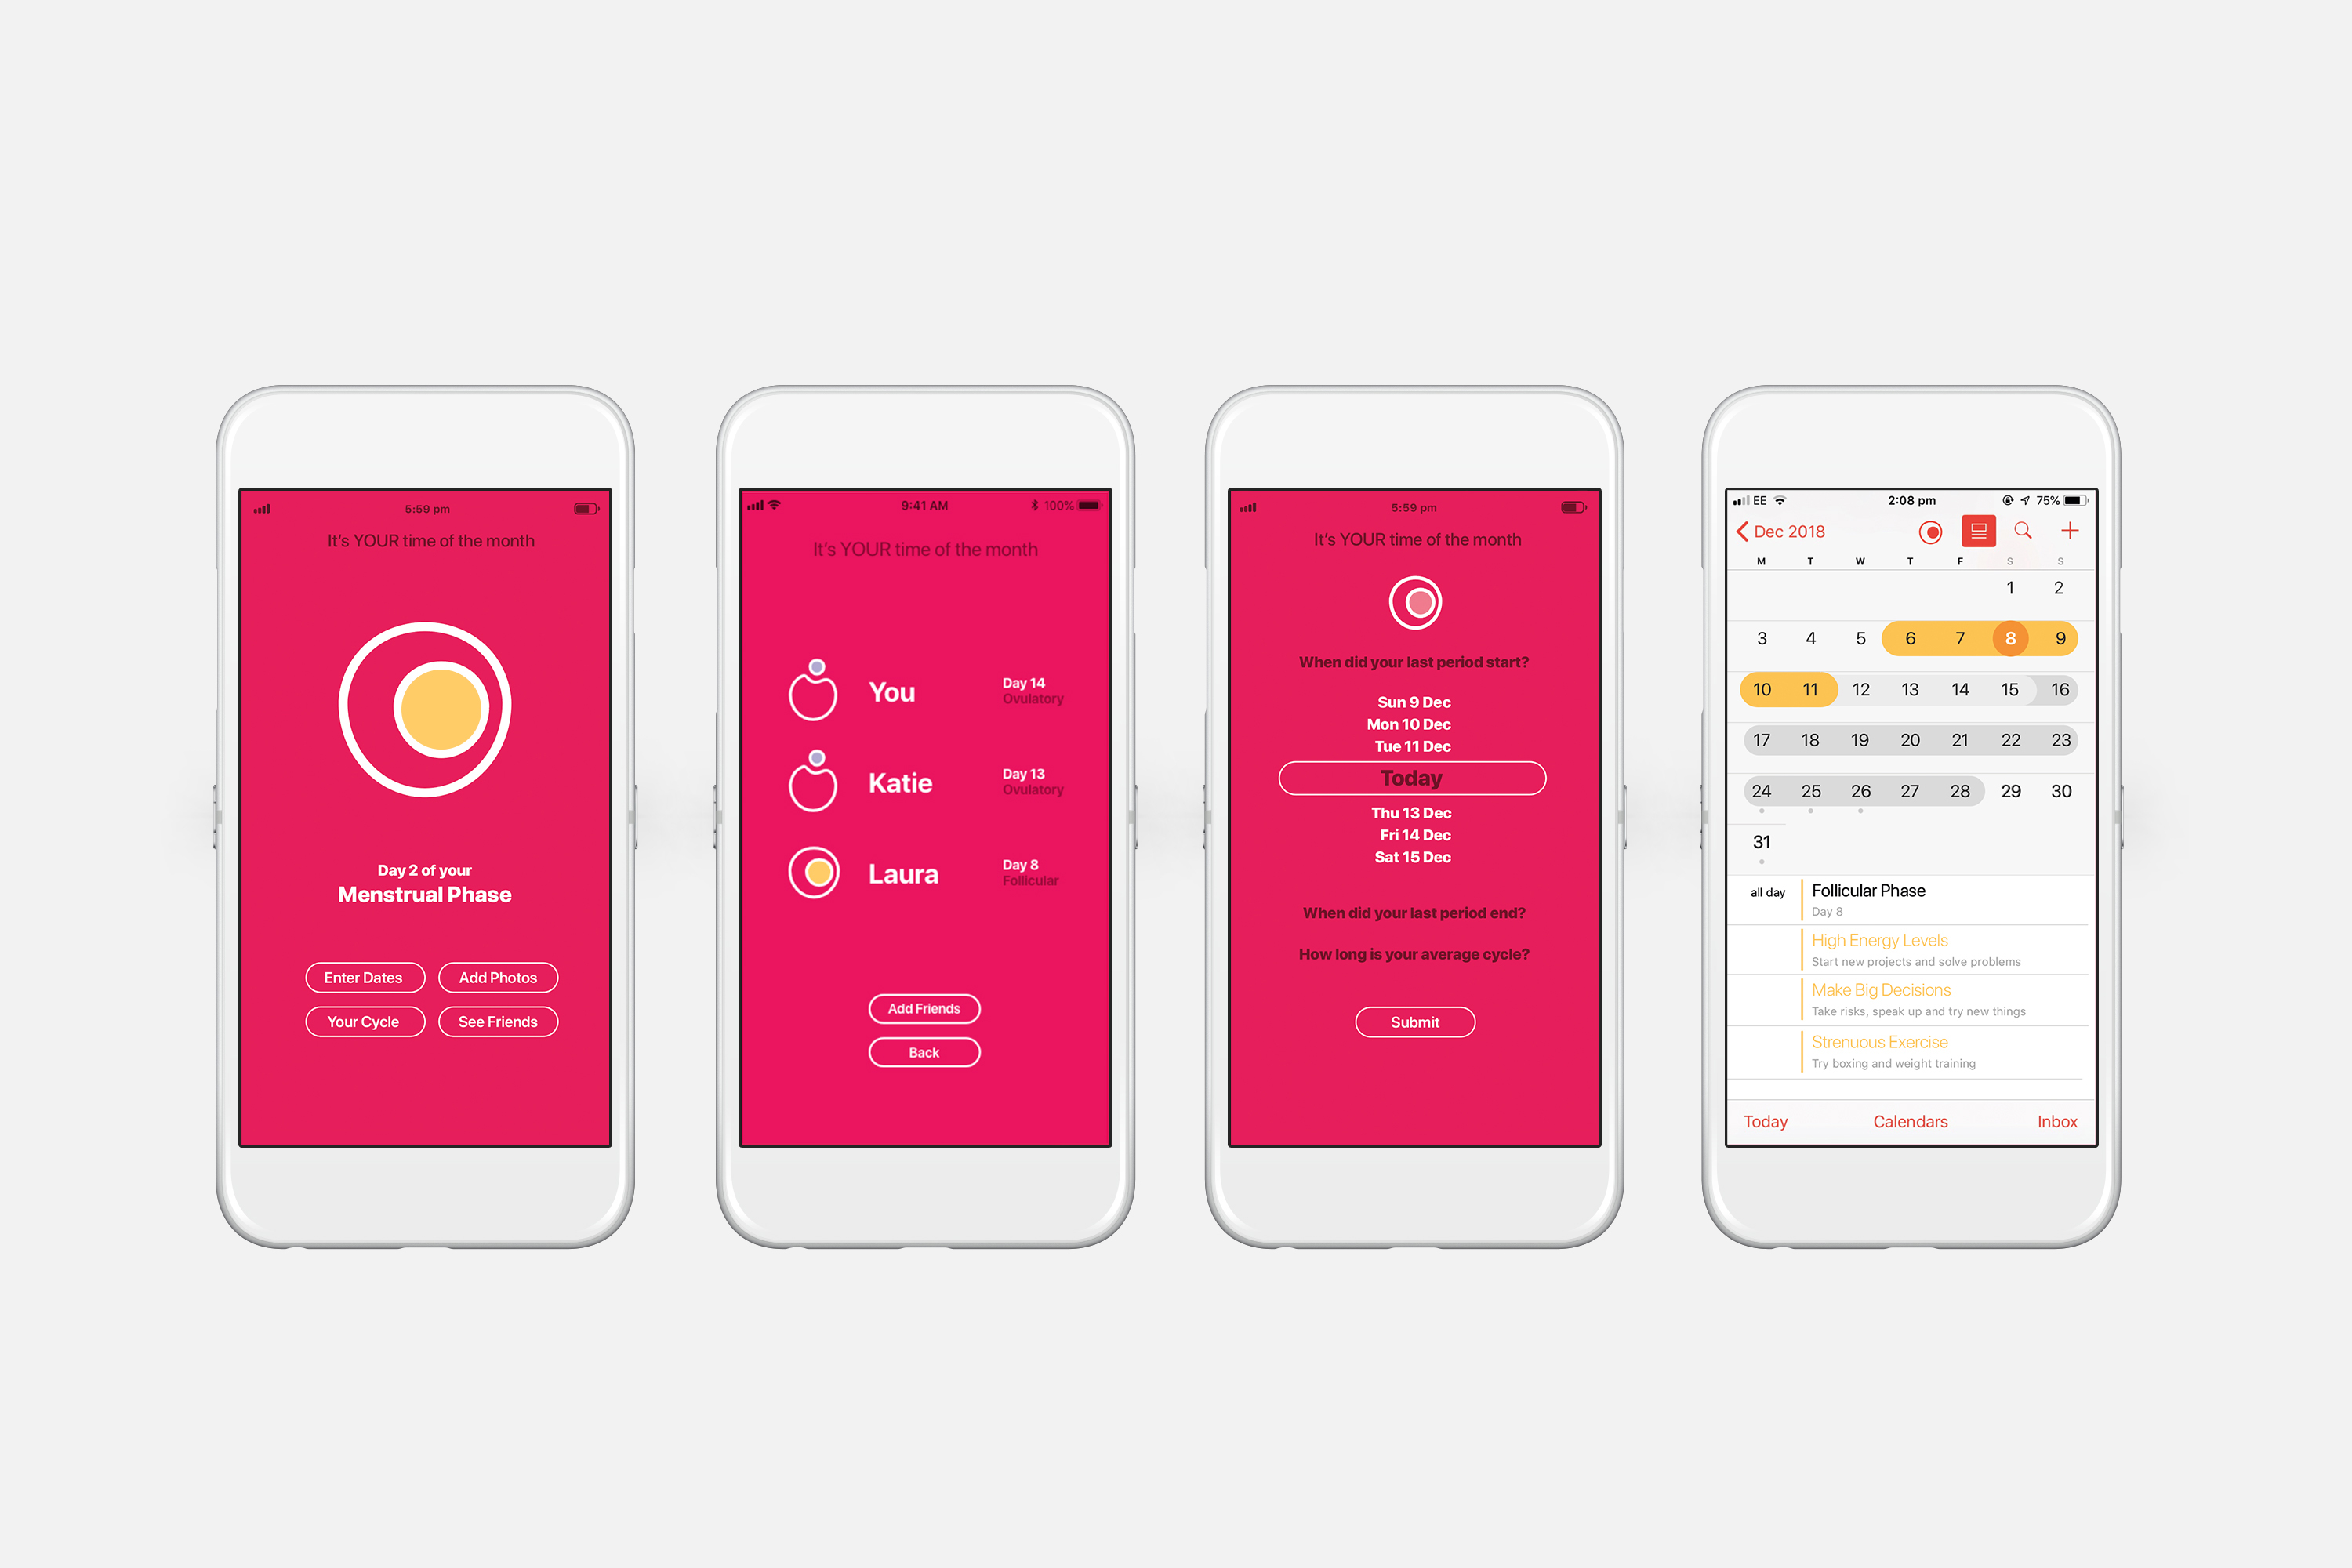 5:59 pm
It's YOUR time of the month
Day 2 of your
Menstrual Phase
Enter Dates
Add Photos
Your Cycle
See Friends
9:41 AM
100%
It's YOUR time of the month
You
Day 14
Ovulatory
Katie
Day 13
Ovulatory
Laura
Day 8
Follicular
Add Friends
Back
5:59 pm
It's YOUR time of the month
When did your last period start?
Sun 9 Dec
Mon 10 Dec
Tue 11 Dec
Today
Thu 13 Dec
Fri 14 Dec
Sat 15 Dec
When did your last period end?
How long is your average cycle?
Submit
EE 2:08 pm 75%
Dec 2018
M T W T F S S
1 2
3 4 5 6 7 8 9
10 11 12 13 14 15 16
17 18 19 20 21 22 23
24 25 26 27 28 29 30
31
all day Follicular Phase
Day 8
High Energy Levels
Start new projects and solve problems
Make Big Decisions
Take risks, speak up and try new things
Strenuous Exercise
Try boxing and weight training
Today Calendars Inbox